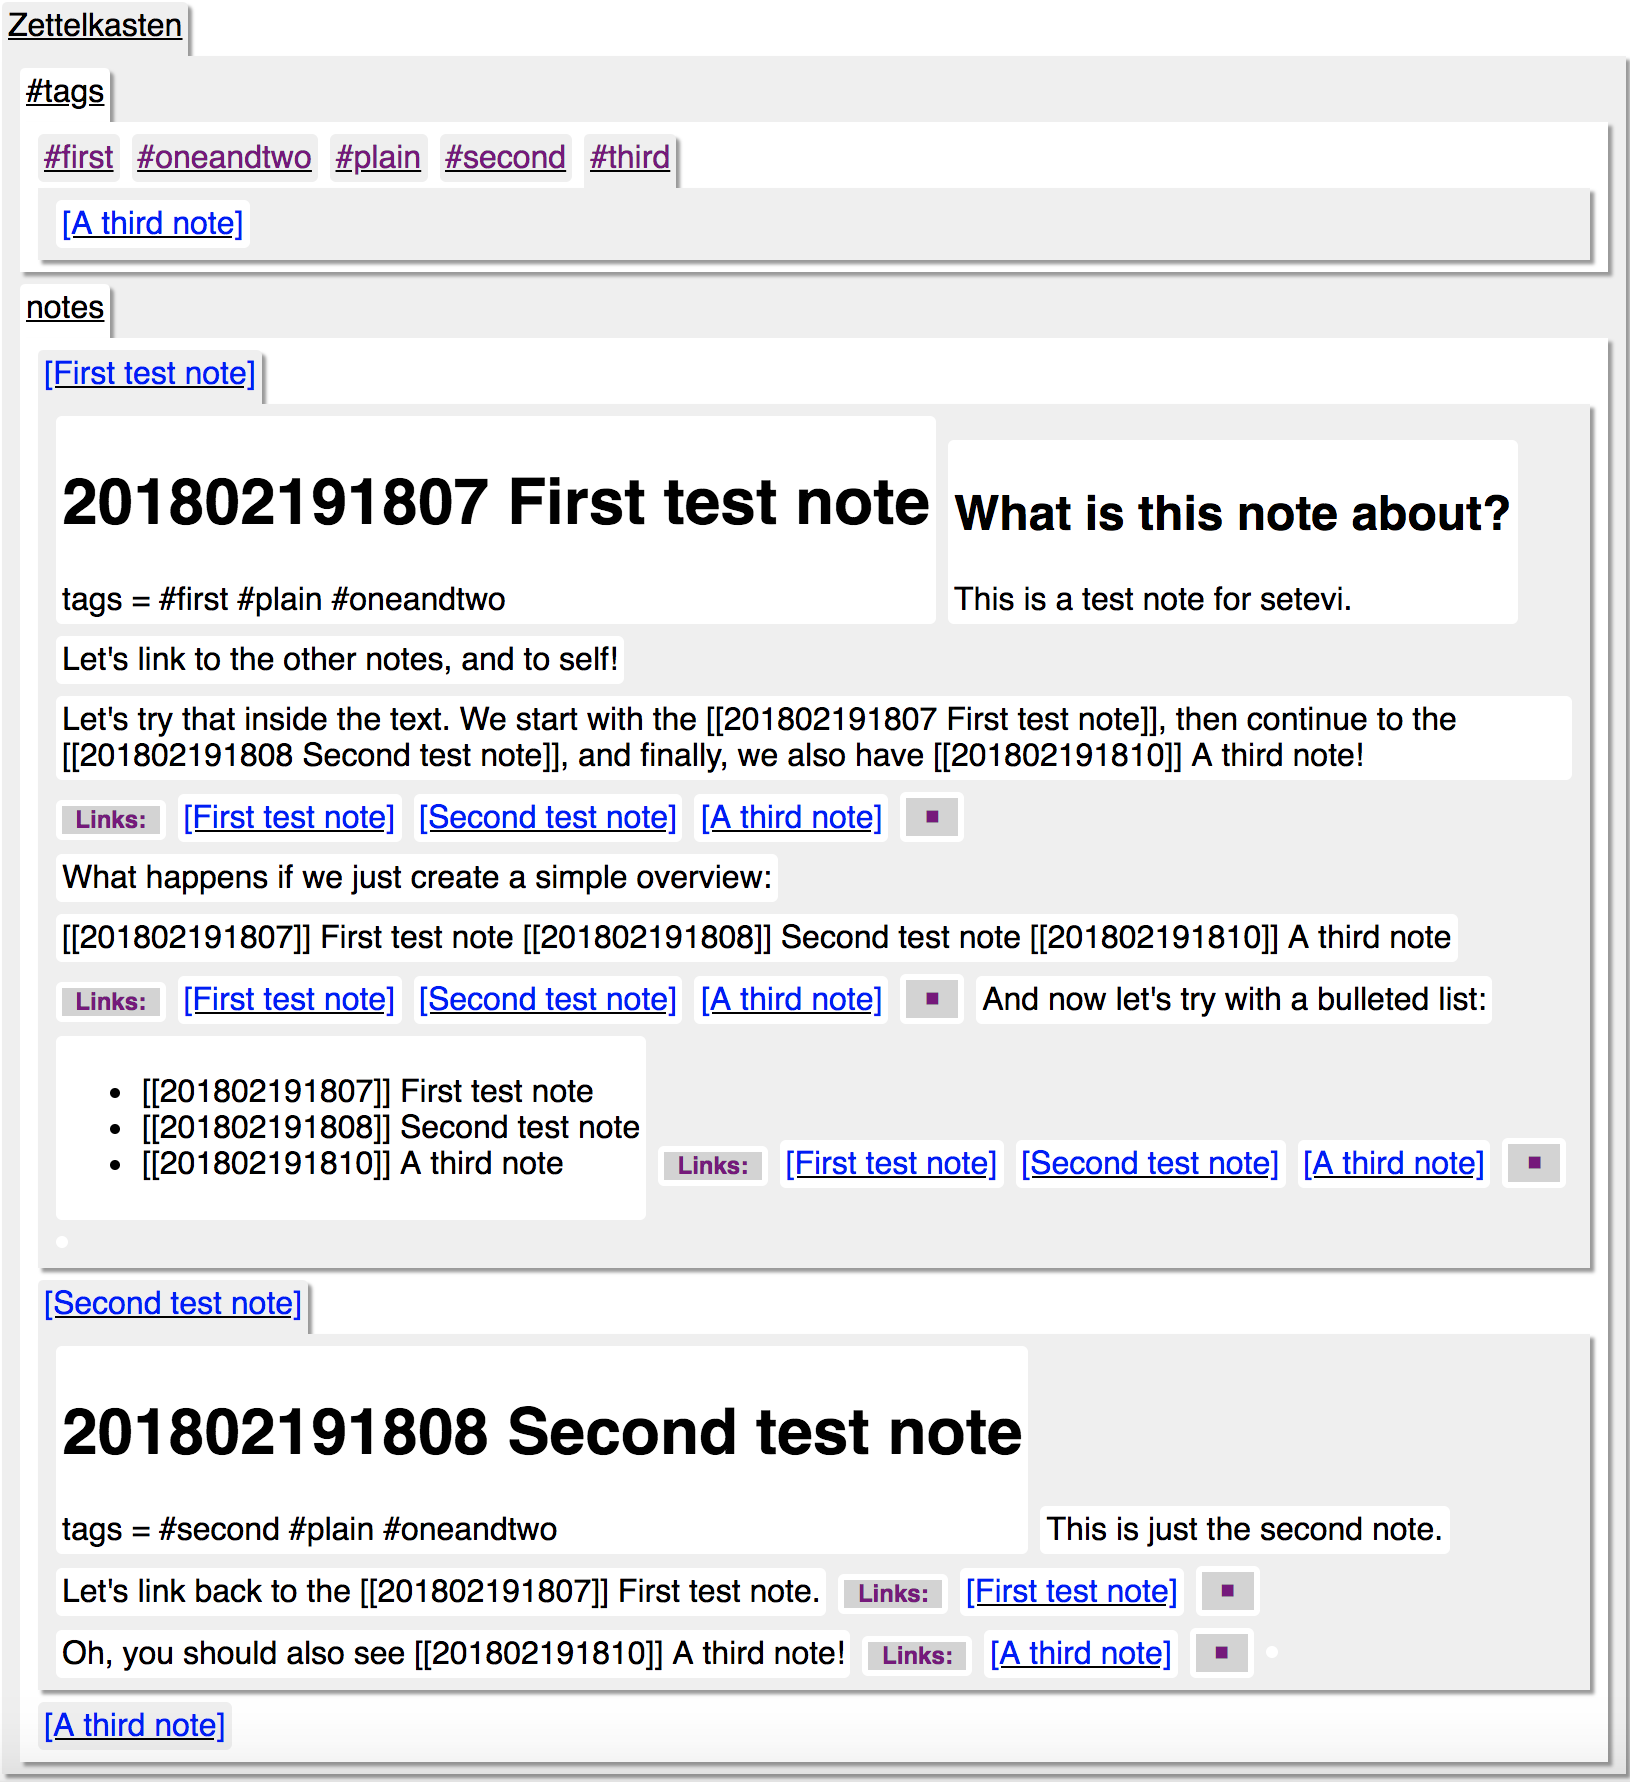 Zettelkasten
#tags
#first #oneandtwo #plain #second #third
[A third note]
notes
[First test note]
201802191807 First test note
tags = #first #plain #oneandtwo
What is this note about?
This is a test note for setevi.
Let's link to the other notes, and to self!
Let's try that inside the text. We start with the [[201802191807 First test note]], then continue to the
[[201802191808 Second test note]], and finally, we also have [[201802191810]] A third note!
Links: [First test note] [Second test note] [A third note] ▪
What happens if we just create a simple overview:
[[201802191807]] First test note [[201802191808]] Second test note [[201802191810]] A third note
Links: [First test note] [Second test note] [A third note] ▪ And now let's try with a bulleted list:
• [[201802191807]] First test note
• [[201802191808]] Second test note
• [[201802191810]] A third note
Links: [First test note] [Second test note] [A third note] ▪
[Second test note]
201802191808 Second test note
tags = #second #plain #oneandtwo
This is just the second note.
Let's link back to the [[201802191807]] First test note. Links: [First test note] ▪
Oh, you should also see [[201802191810]] A third note! Links: [A third note] ▪
[A third note]